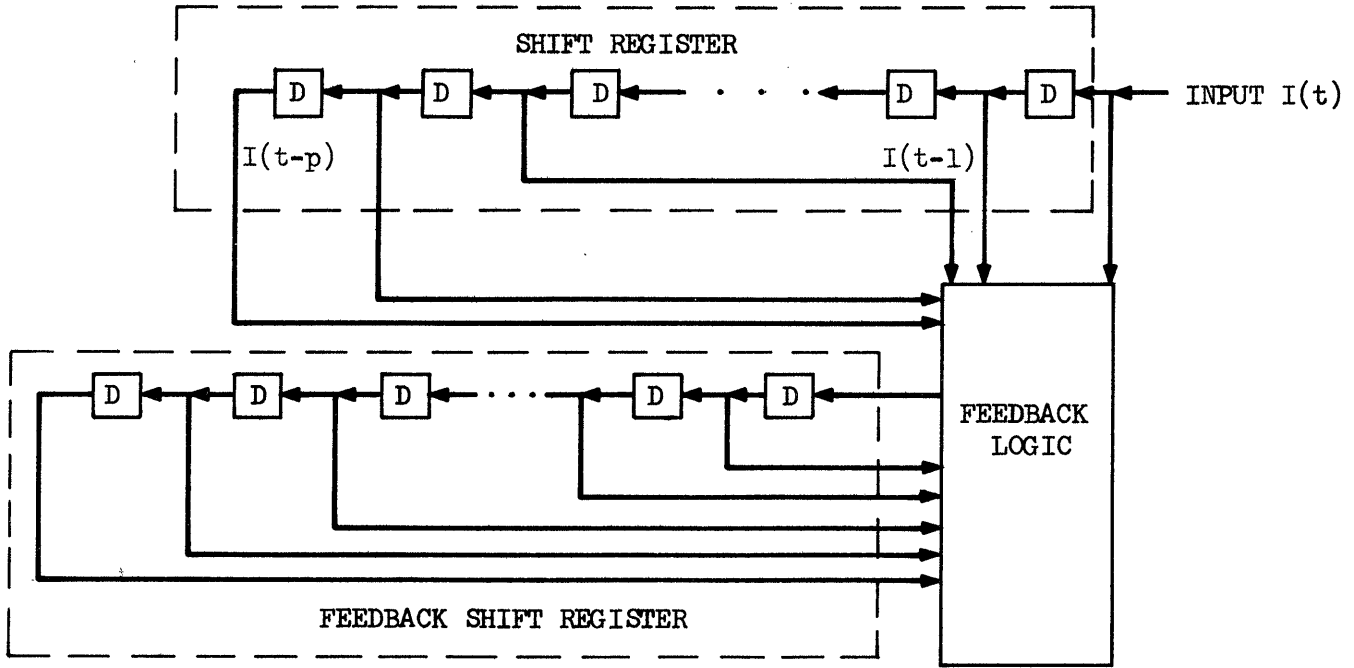 SHIFT REGISTER
D D D . . . D D INPUT I(t)
I(t-p) I(t-1)
D D D ... D D
FEEDBACK
LOGIC
FEEDBACK SHIFT REGISTER